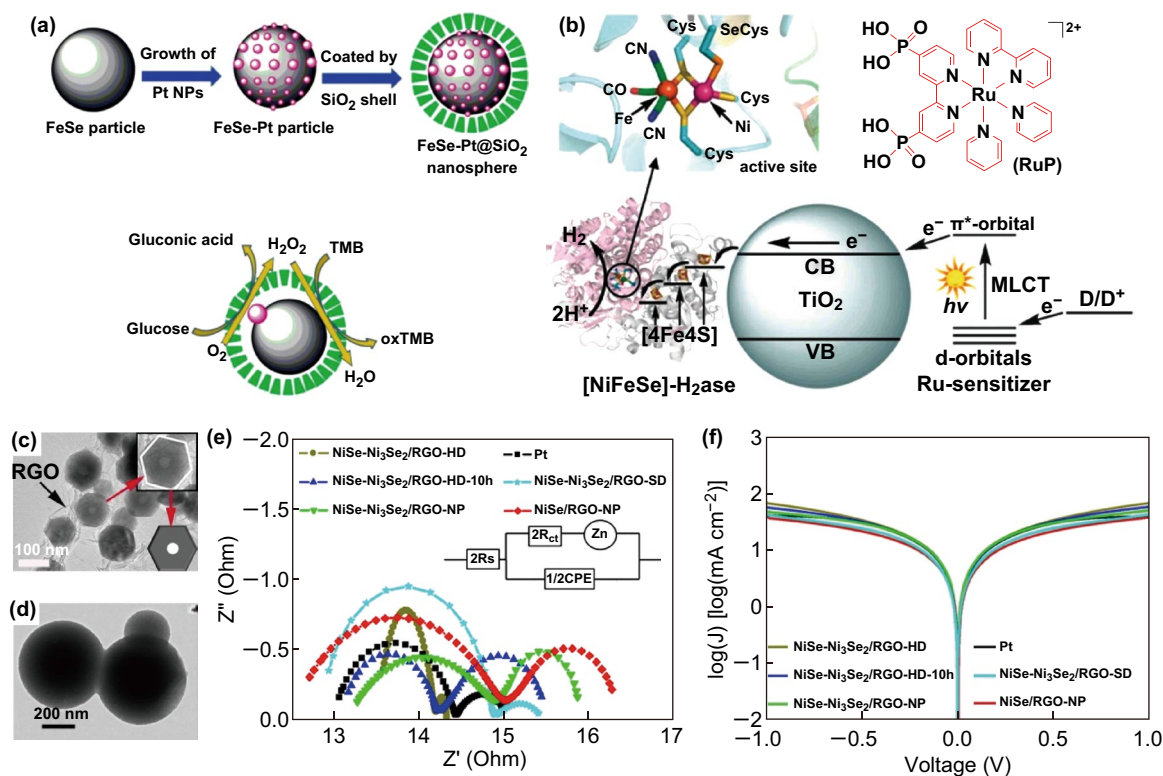 (a)
Growth of
Pt NPs
Coated by
SiO₂ shell
FeSe particle
FeSe-Pt particle
FeSe-Pt@SiO₂
nanosphere
Gluconic acid
H₂O₂
TMB
Glucose
O₂
oxTMB
H₂O
(b)
Cys
SeCys
CN
CO
Fe
CN
Cys
Ni
Cys
active site
2+
HO
HO
P
O
N
N
N
Ru
N
N
N
HO
HO
P
O
(RuP)
H₂
2H⁺
[4Fe4S]
[NiFeSe]-H₂ase
e⁻
CB
TiO₂
VB
e⁻
π*-orbital
hv
MLCT
e⁻
D/D⁺
d-orbitals
Ru-sensitizer
(c)
RGO
100 nm
(d)
200 nm
(e)
NiSe-Ni₃Se₂/RGO-HD
Pt
NiSe-Ni₃Se₂/RGO-HD-10h
NiSe-Ni₃Se₂/RGO-SD
NiSe-Ni₃Se₂/RGO-NP
NiSe/RGO-NP
2Rs
2Rct
Zn
1/2CPE
−2.0
−1.5
−1.0
−0.5
0.0
Z" (Ohm)
13 14 15 16 17
Z' (Ohm)
(f)
3
2
1
0
−1
−2
log(J) [log(mA cm⁻²)]
NiSe-Ni₃Se₂/RGO-HD
Pt
NiSe-Ni₃Se₂/RGO-HD-10h
NiSe-Ni₃Se₂/RGO-SD
NiSe-Ni₃Se₂/RGO-NP
NiSe/RGO-NP
−1.0 −0.5 0.0 0.5 1.0
Voltage (V)